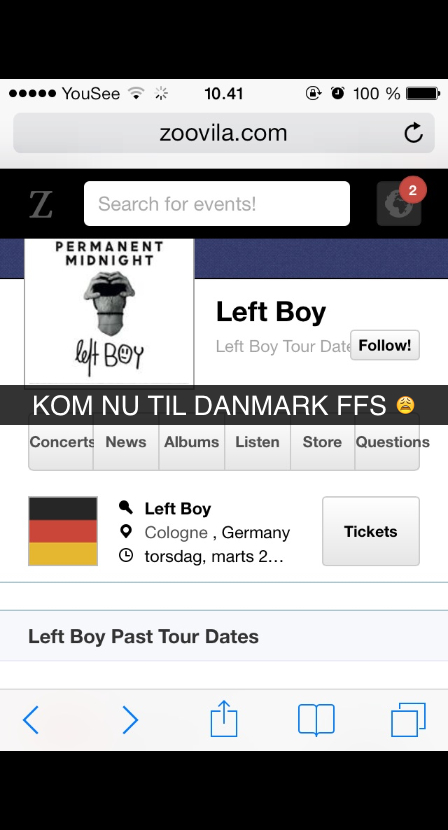 YouSee 10.41 100 %
zoovila.com
Z Search for events! 2
PERMANENT
MIDNIGHT
left BOY
Left Boy
Left Boy Tour Date Follow!
KOM NU TIL DANMARK FFS 😩
Concerts News Albums Listen Store Questions
Left Boy
Cologne , Germany
torsdag, marts 2...
Tickets
Left Boy Past Tour Dates